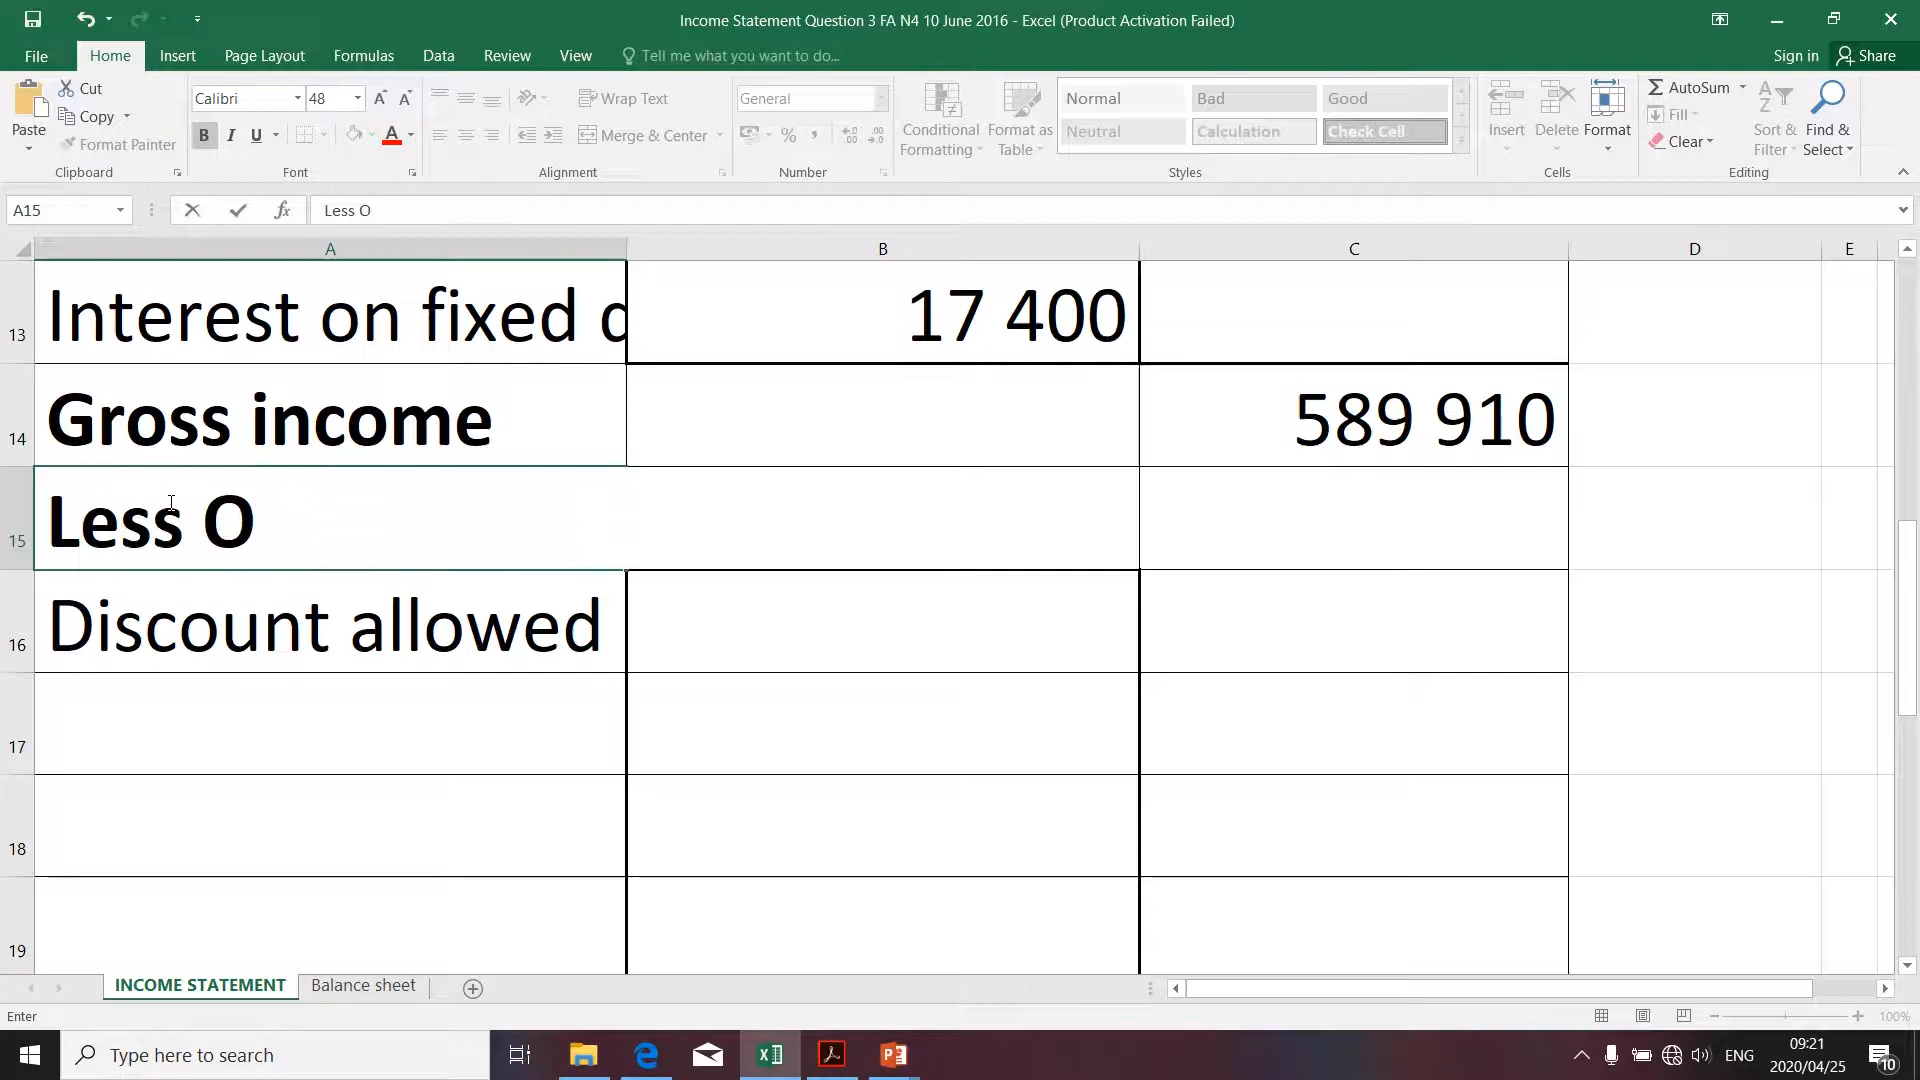 Income Statement Question 3 FA N4 10 June 2016 - Excel (Product Activation Failed)
File Home Insert Page Layout Formulas Data Review View Tell me what you want to do... Sign in Share
Paste Cut Copy Format Painter
Calibri 48 A A
B I U A
Wrap Text
Merge & Center
General
% ,
Conditional Formatting
Format as Table
Normal Bad Good
Neutral Calculation Check Cell
Insert Delete Format
AutoSum
Fill
Clear
Sort & Filter
Find & Select
Clipboard Font Alignment Number Styles Cells Editing
A15 fx Less O
A B C D E
13 Interest on fixed d 17 400
14 Gross income 589 910
15 Less O
16 Discount allowed
17
18
19
INCOME STATEMENT Balance sheet
Enter 100%
Type here to search ENG 09:21
2020/04/25 10